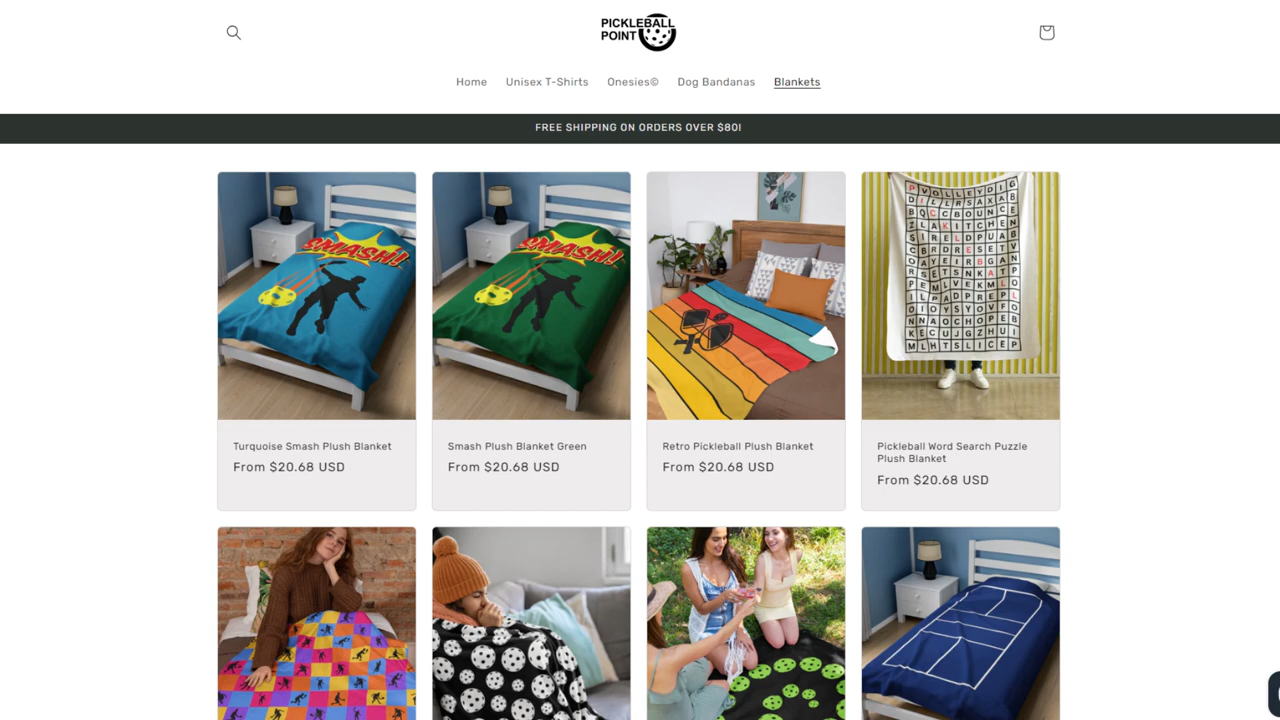 PICKLEBALL
POINT
Home Unisex T-Shirts Onesies© Dog Bandanas Blankets
FREE SHIPPING ON ORDERS OVER $80!
SMASH!
SMASH!
Turquoise Smash Plush Blanket
From $20.68 USD
Smash Plush Blanket Green
From $20.68 USD
Retro Pickleball Plush Blanket
From $20.68 USD
Pickleball Word Search Puzzle
Plush Blanket
From $20.68 USD